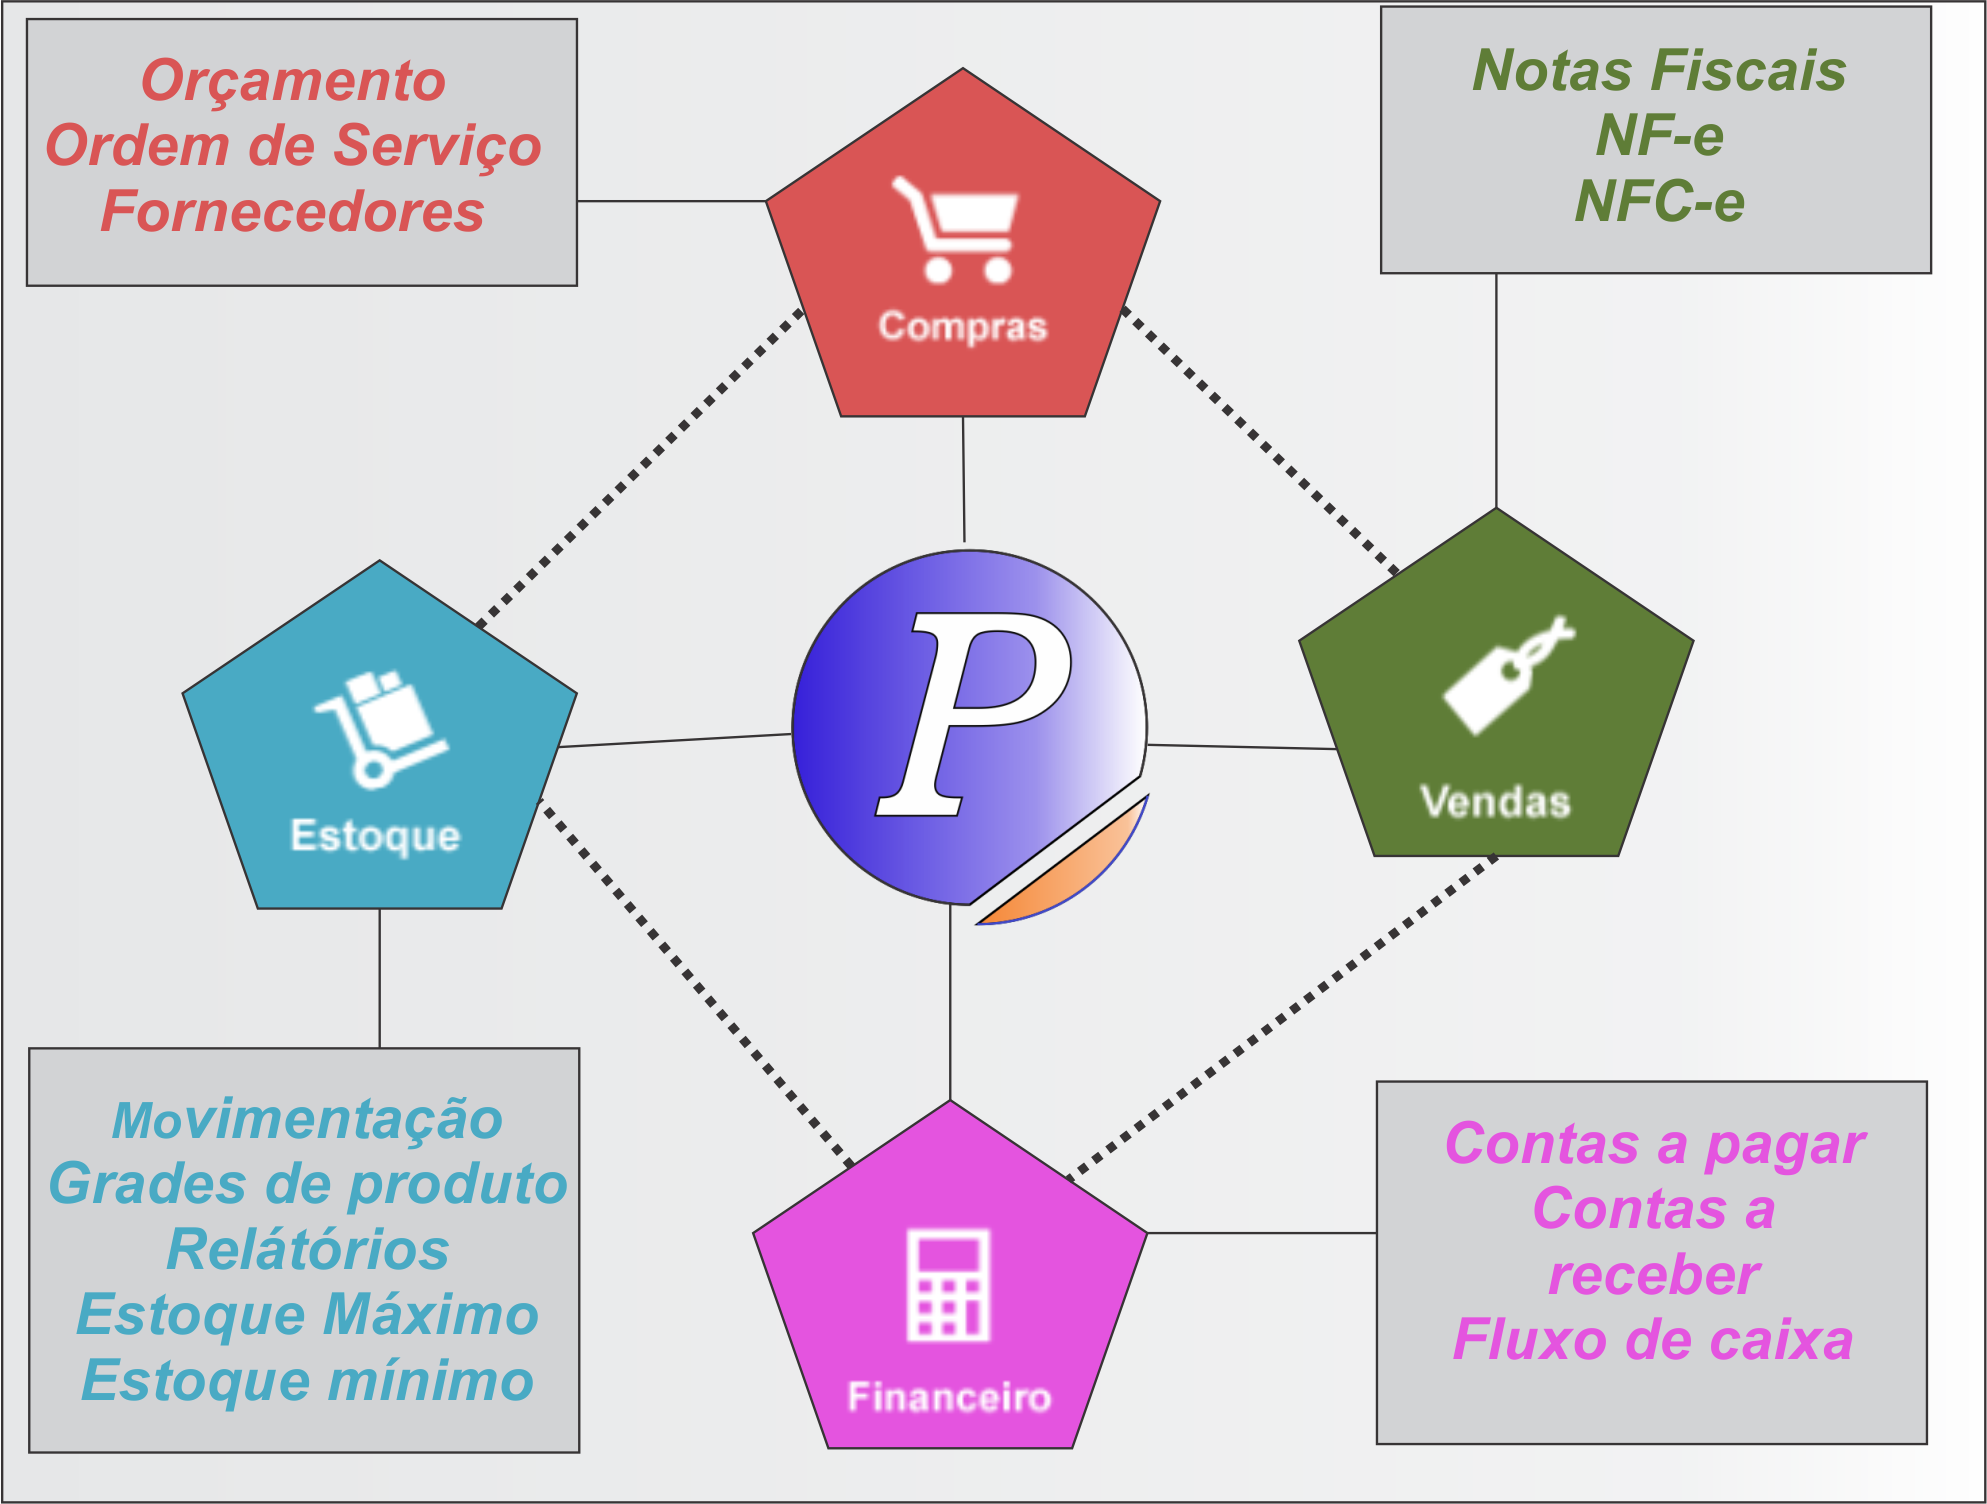 Orçamento
Ordem de Serviço
Fornecedores
Notas Fiscais
NF-e
NFC-e
Compras
P
Estoque
Vendas
Movimentação
Grades de produto
Relátórios
Estoque Máximo
Estoque mínimo
Financeiro
Contas a pagar
Contas a
receber
Fluxo de caixa